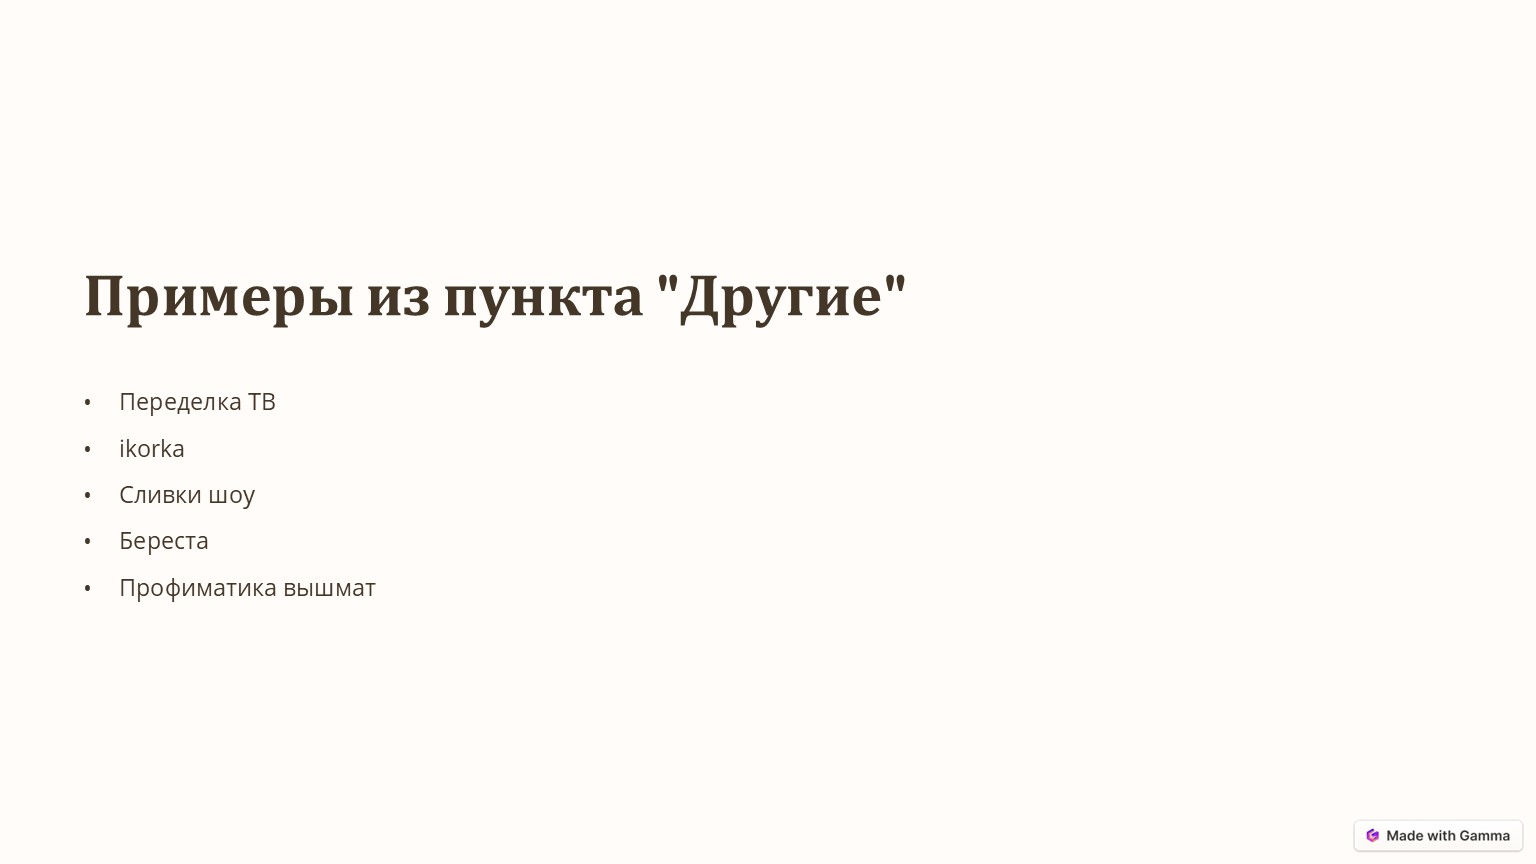 Примеры из пункта "Другие"
• Переделка ТВ
• ikorka
• Сливки шоу
• Береста
• Профиматика вышмат
Made with Gamma